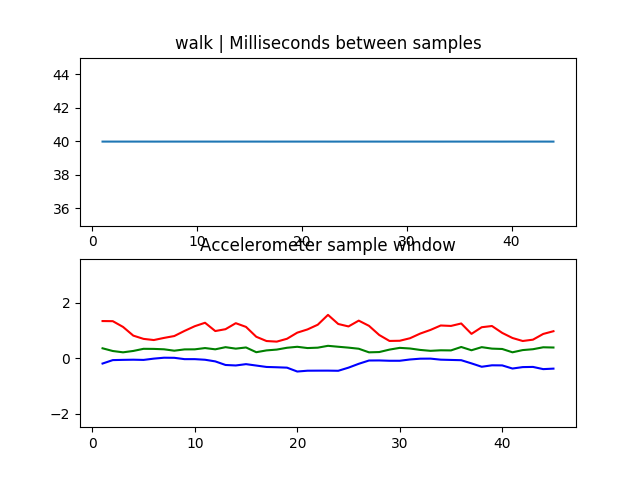 walk | Milliseconds between samples
44
42
40
38
36
0 10 20 30 40
Accelerometer sample window
2
0
−2
0 10 20 30 40